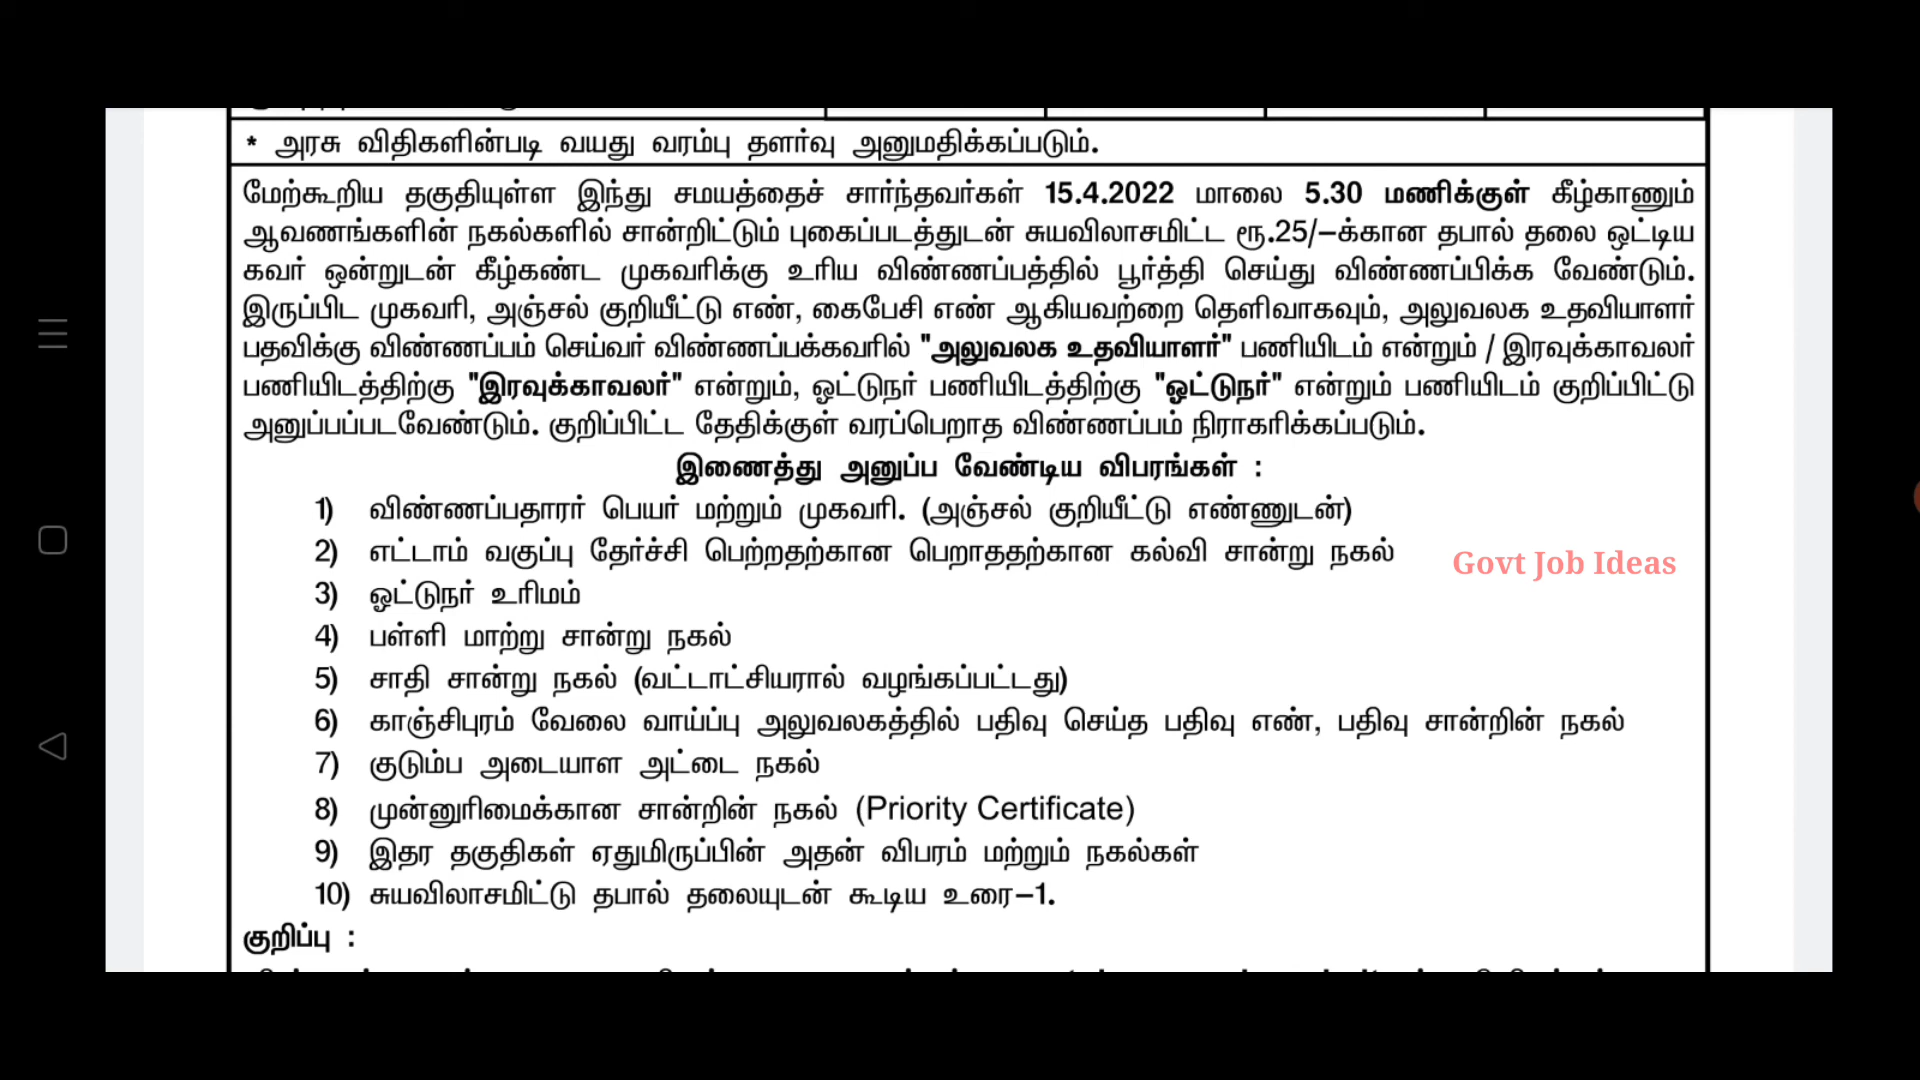 * அரசு விதிகளின்படி வயது வரம்பு தளர்வு அனுமதிக்கப்படும்.
மேற்கூறிய தகுதியுள்ள இந்து சமயத்தைச் சார்ந்தவர்கள் 15.4.2022 மாலை 5.30 மணிக்குள் கீழ்காணும்
ஆவணங்களின் நகல்களில் சான்றிட்டும் புகைப்படத்துடன் சுயவிலாசமிட்ட ரூ.25/–க்கான தபால் தலை ஒட்டிய
கவர் ஒன்றுடன் கீழ்கண்ட முகவரிக்கு உரிய விண்ணப்பத்தில் பூர்த்தி செய்து விண்ணப்பிக்க வேண்டும்.
இருப்பிட முகவரி, அஞ்சல் குறியீட்டு எண், கைபேசி எண் ஆகியவற்றை தெளிவாகவும், அலுவலக உதவியாளர்
பதவிக்கு விண்ணப்பம் செய்வர் விண்ணப்பக்கவரில் "அலுவலக உதவியாளர்" பணியிடம் என்றும் / இரவுக்காவலர்
பணியிடத்திற்கு "இரவுக்காவலர்" என்றும், ஓட்டுநர் பணியிடத்திற்கு "ஓட்டுநர்" என்றும் பணியிடம் குறிப்பிட்டு
அனுப்பப்படவேண்டும். குறிப்பிட்ட தேதிக்குள் வரப்பெறாத விண்ணப்பம் நிராகரிக்கப்படும்.
இணைத்து அனுப்ப வேண்டிய விபரங்கள் :
1) விண்ணப்பதாரர் பெயர் மற்றும் முகவரி. (அஞ்சல் குறியீட்டு எண்ணுடன்)
2) எட்டாம் வகுப்பு தேர்ச்சி பெற்றதற்கான பெறாததற்கான கல்வி சான்று நகல்
Govt Job Ideas
3) ஓட்டுநர் உரிமம்
4) பள்ளி மாற்று சான்று நகல்
5) சாதி சான்று நகல் (வட்டாட்சியரால் வழங்கப்பட்டது)
6) காஞ்சிபுரம் வேலை வாய்ப்பு அலுவலகத்தில் பதிவு செய்த பதிவு எண், பதிவு சான்றின் நகல்
7) குடும்ப அடையாள அட்டை நகல்
8) முன்னுரிமைக்கான சான்றின் நகல் (Priority Certificate)
9) இதர தகுதிகள் ஏதுமிருப்பின் அதன் விபரம் மற்றும் நகல்கள்
10) சுயவிலாசமிட்டு தபால் தலையுடன் கூடிய உரை–1.
குறிப்பு :